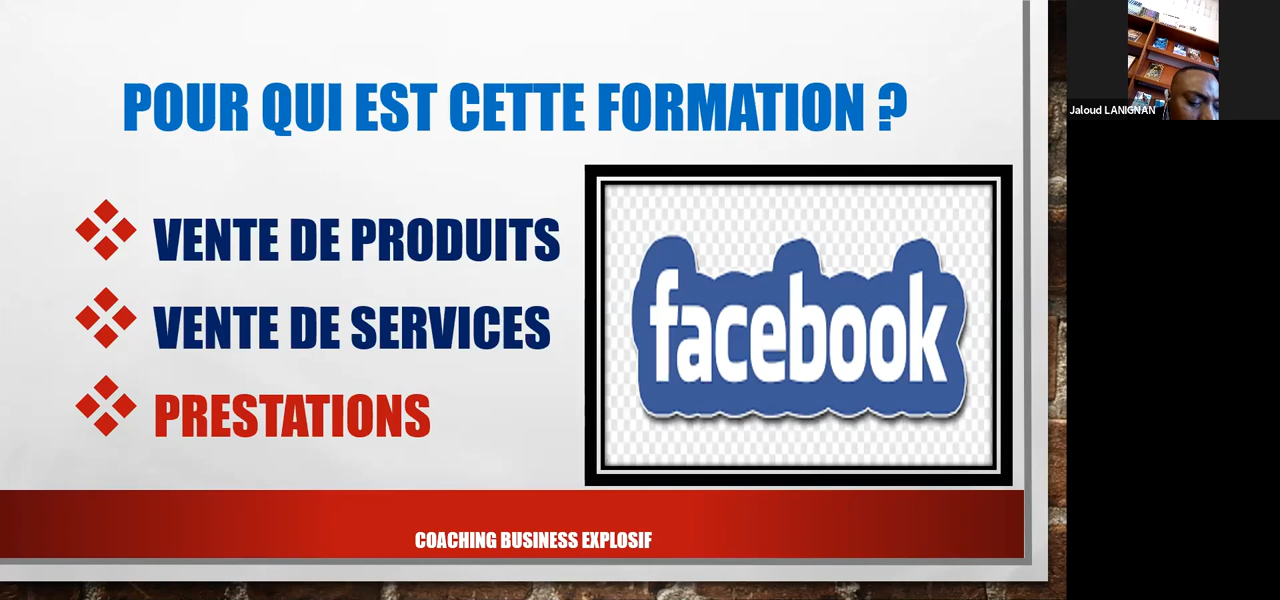 POUR QUI EST CETTE FORMATION ?
VENTE DE PRODUITS
VENTE DE SERVICES
PRESTATIONS
facebook
COACHING BUSINESS EXPLOSIF
Jaloud LANIGNAN